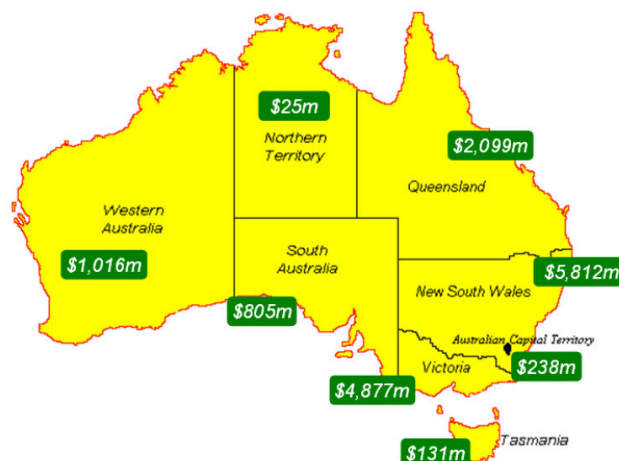 $25m
Northern
Territory
$2,099m
Queensland
Western
Australia
$1,016m
South
Australia
$805m
$5,812m
New South Wales
Australian Capital Territory
Victoria
$238m
$4,877m
$131m
Tasmania